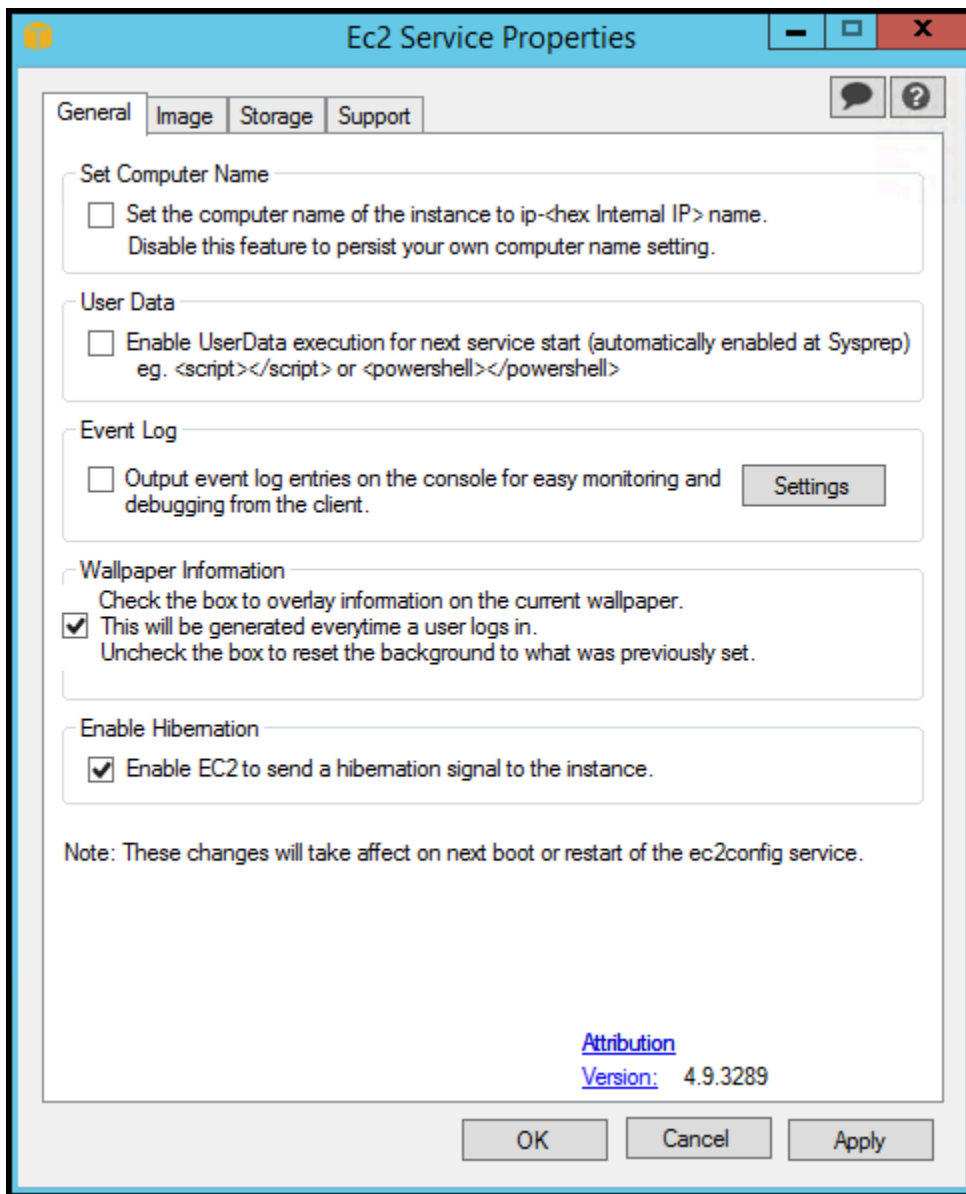 Ec2 Service Properties
General
Image
Storage
Support
Set Computer Name
Set the computer name of the instance to ip-<hex Internal IP> name.
Disable this feature to persist your own computer name setting.
User Data
Enable UserData execution for next service start (automatically enabled at Sysprep)
eg. <script></script> or <powershell></powershell>
Event Log
Output event log entries on the console for easy monitoring and
debugging from the client.
Settings
Wallpaper Information
Check the box to overlay information on the current wallpaper.
This will be generated everytime a user logs in.
Uncheck the box to reset the background to what was previously set.
Enable Hibernation
Enable EC2 to send a hibernation signal to the instance.
Note: These changes will take affect on next boot or restart of the ec2config service.
Attribution
Version: 4.9.3289
OK
Cancel
Apply